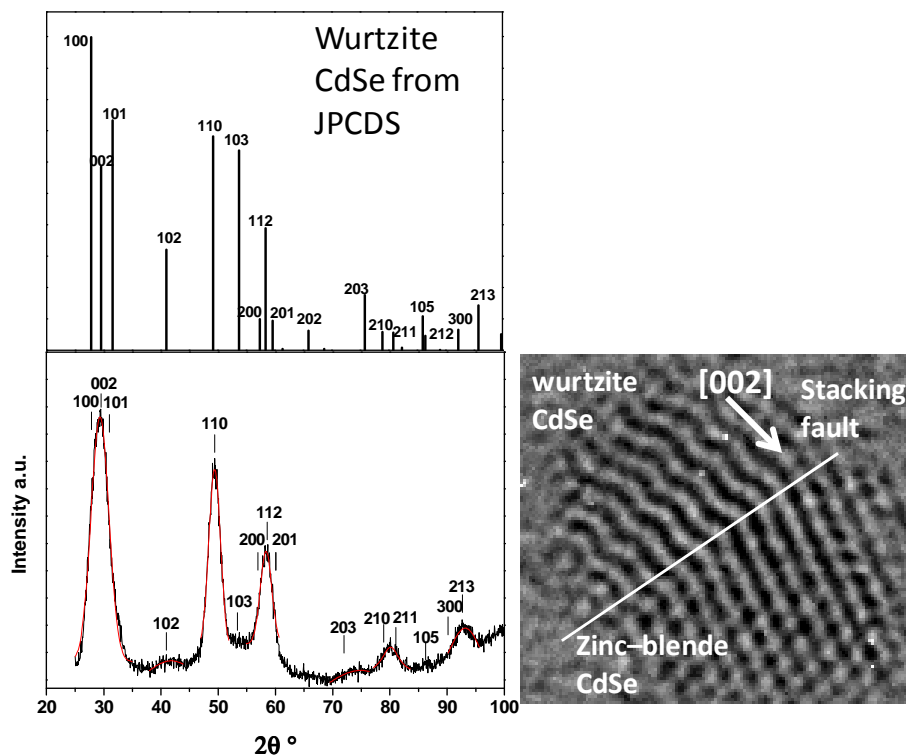 Wurtzite
CdSe from
JPCDS
100
101
002
110
103
102
112
200
201
202
203
210
211
105
212
300
213
Intensity a.u.
002
100
101
110
112
200
201
102
103
203
210
211
105
300
213
20 30 40 50 60 70 80 90 100
2θ °
wurtzite
CdSe
[002]
Stacking
fault
Zinc–blende
CdSe